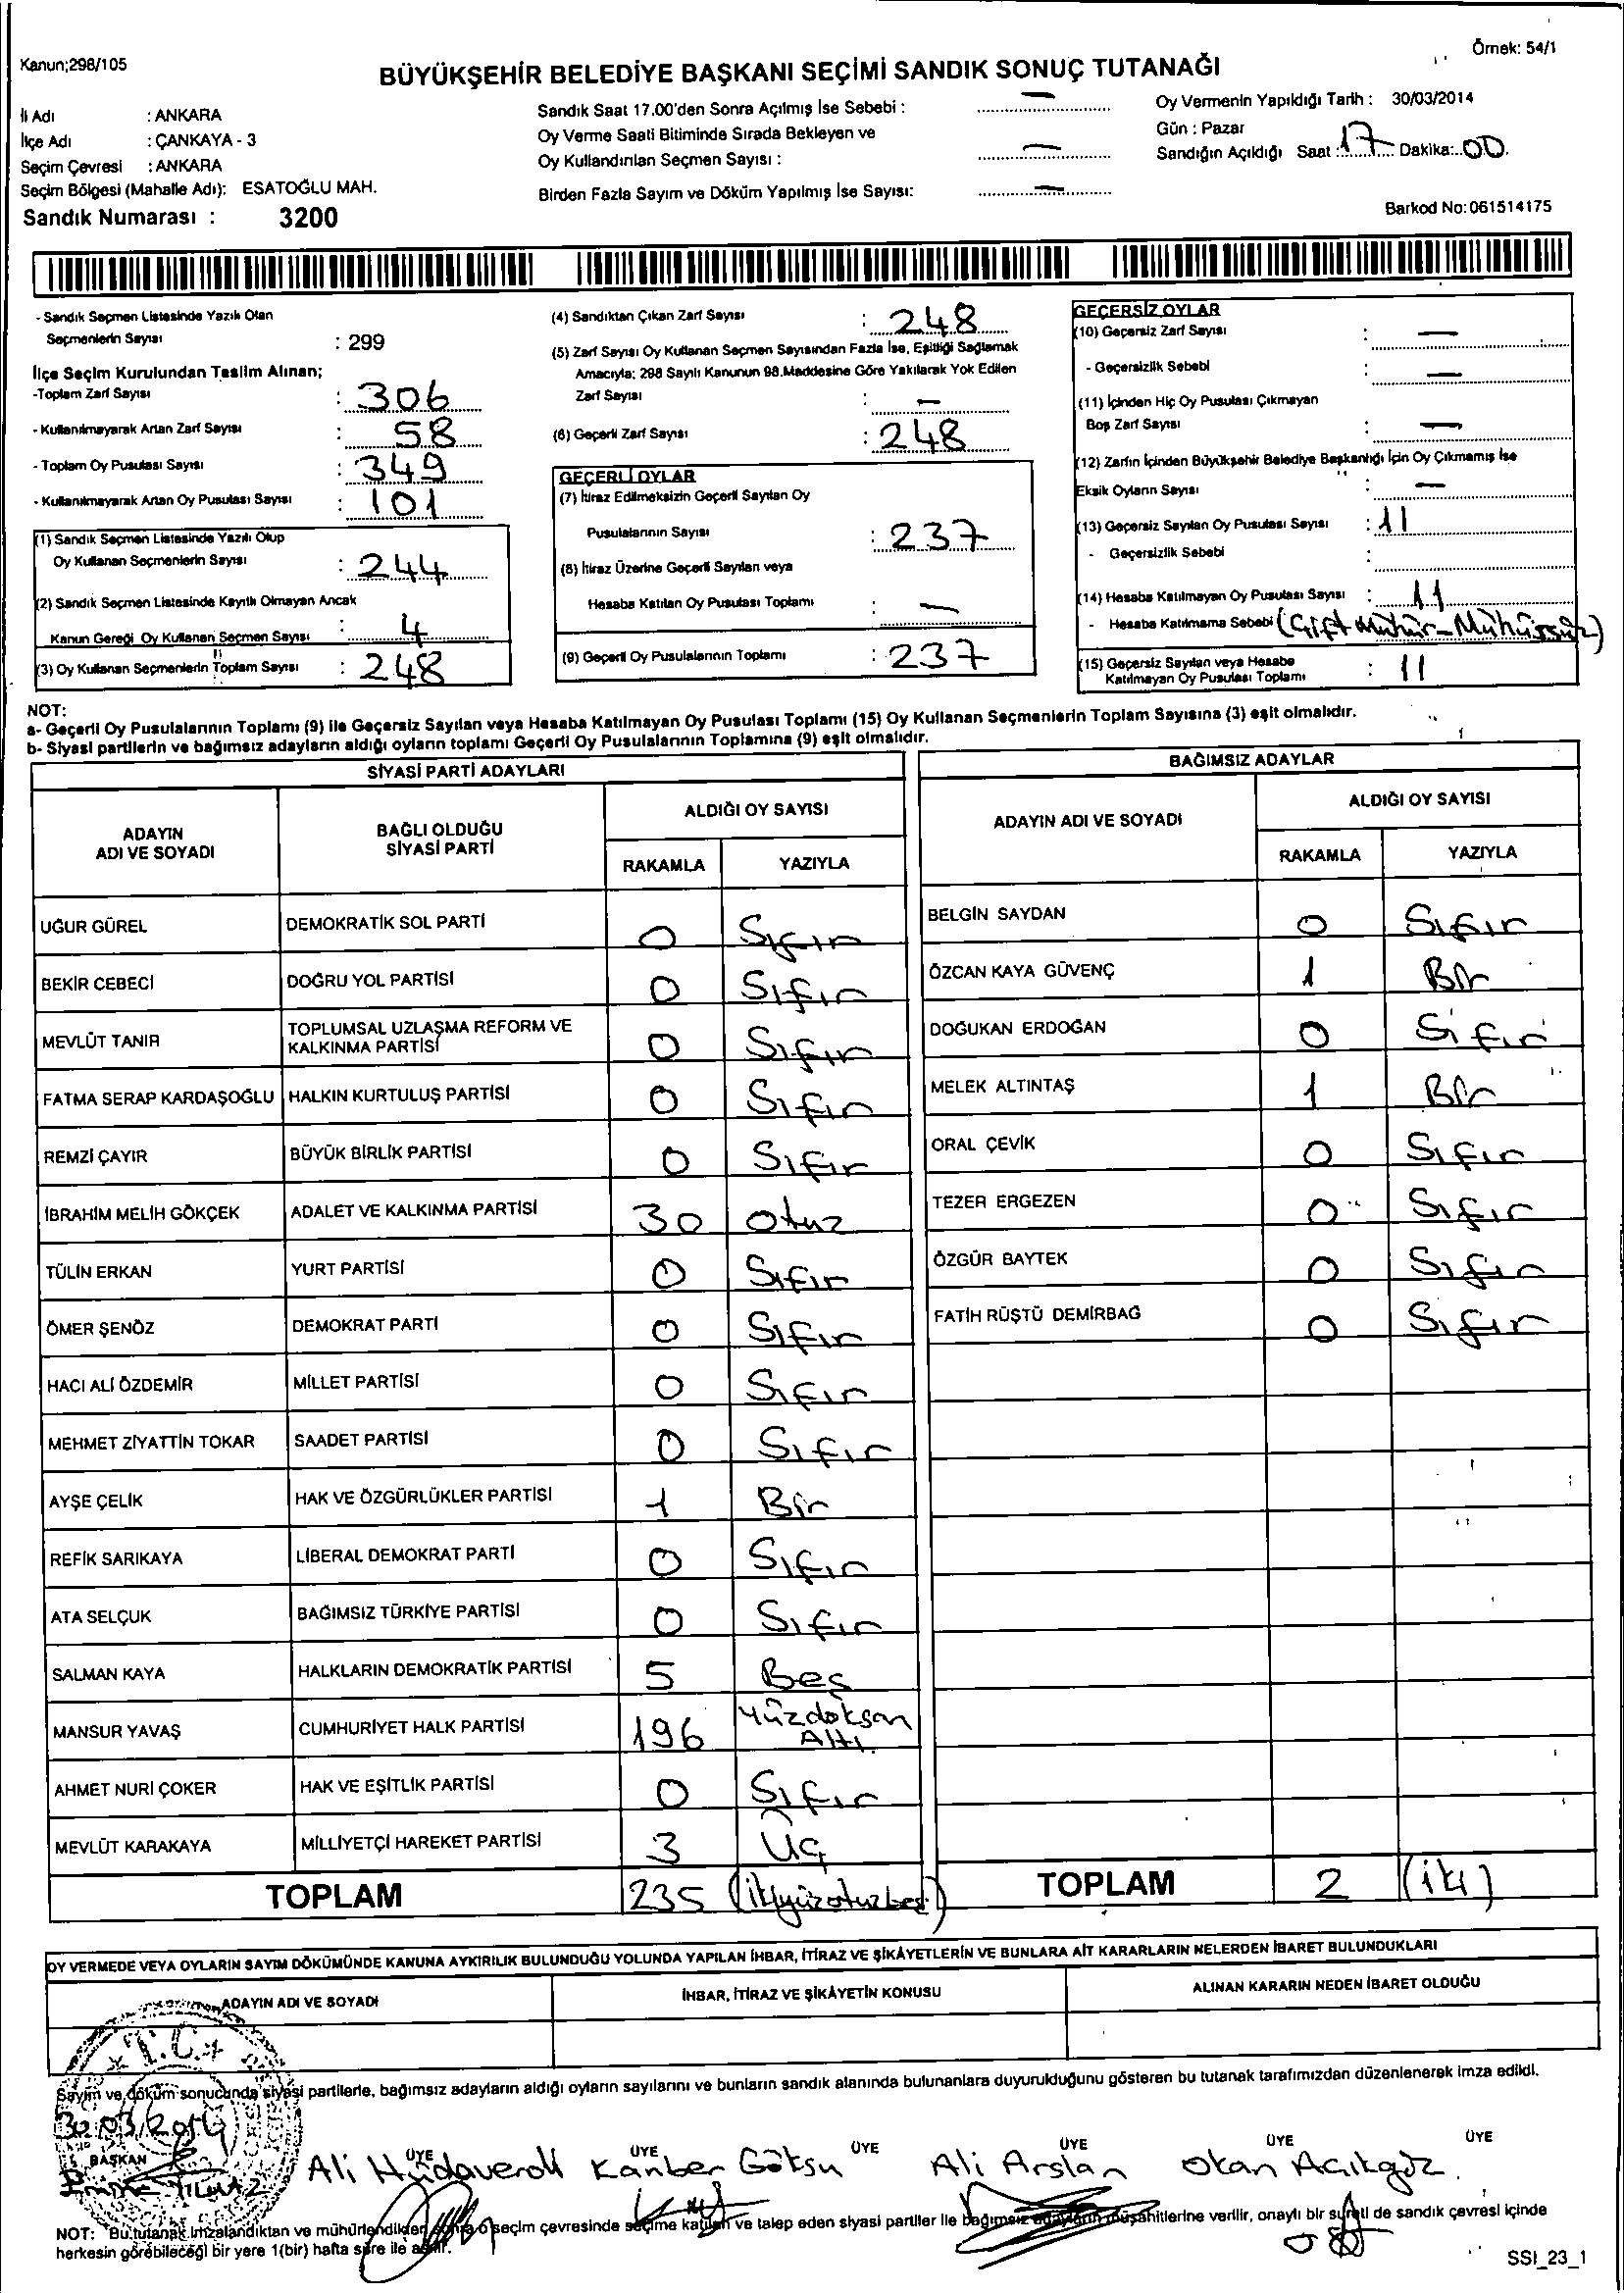 Kanun;298/105
Örnek: 54/1
BÜYÜKŞEHİR BELEDİYE BAŞKANI SEÇİMİ SANDIK SONUÇ TUTANAĞI
İli Adı : ANKARA
İlçe Adı : ÇANKAYA - 3
Seçim Çevresi : ANKARA
Seçim Bölgesi (Mahalle Adı): ESATOĞLU MAH.
Sandık Numarası : 3200
Sandık Saat 17.00'den Sonra Açılmış İse Sebebi : —
Oy Verme Saati Bitiminde Sırada Bekleyen ve
Oy Kullandırılan Seçmen Sayısı : —
Birden Fazla Sayım ve Döküm Yapılmış İse Sayısı: —
Oy Vermenin Yapıldığı Tarih : 30/03/2014
Gün : Pazar
Sandığın Açıldığı Saat : 17 Dakika: 00
Barkod No:061514175
- Sandık Seçmen Listesinde Yazılı Olan
Seçmenlerin Sayısı : 299
İlçe Seçim Kurulundan Teslim Alınan;
-Toplam Zarf Sayısı : 306
- Kullanılmayarak Artan Zarf Sayısı : 58
- Toplam Oy Pusulası Sayısı : 349
- Kullanılmayarak Artan Oy Pusulası Sayısı : 101
(1) Sandık Seçmen Listesinde Yazılı Olup
Oy Kullanan Seçmenlerin Sayısı : 244
(2) Sandık Seçmen Listesinde Kayıtlı Olmayan Ancak
Kanun Gereği Oy Kullanan Seçmen Sayısı : 4
(3) Oy Kullanan Seçmenlerin Toplam Sayısı : 248
(4) Sandıktan Çıkan Zarf Sayısı : 248
(5) Zarf Sayısı Oy Kullanan Seçmen Sayısından Fazla İse, Eşitliği Sağlamak
Amacıyla; 298 Sayılı Kanunun 98.Maddesine Göre Yakılarak Yok Edilen
Zarf Sayısı : —
(6) Geçerli Zarf Sayısı : 248
GEÇERLİ OYLAR
(7) İtiraz Edilmeksizin Geçerli Sayılan Oy
Pusulalarının Sayısı : 237
(8) İtiraz Üzerine Geçerli Sayılan veya
Hesaba Katılan Oy Pusulası Toplamı : —
(9) Geçerli Oy Pusulalarının Toplamı : 237
GEÇERSİZ OYLAR
(10) Geçersiz Zarf Sayısı : —
- Geçersizlik Sebebi : —
(11) İçinden Hiç Oy Pusulası Çıkmayan
Boş Zarf Sayısı : —
(12) Zarfın İçinden Büyükşehir Belediye Başkanlığı İçin Oy Çıkmamış İse
Eksik Oyların Sayısı : —
(13) Geçersiz Sayılan Oy Pusulası Sayısı : 11
- Geçersizlik Sebebi :
(14) Hesaba Katılmayan Oy Pusulası Sayısı : 11
- Hesaba Katılmama Sebebi (Çift Mühür-Mühürsüz)
(15) Geçersiz Sayılan veya Hesaba
Katılmayan Oy Pusulası Toplamı : 11
NOT:
a- Geçerli Oy Pusulalarının Toplamı (9) ile Geçersiz Sayılan veya Hesaba Katılmayan Oy Pusulası Toplamı (15) Oy Kullanan Seçmenlerin Toplam Sayısına (3) eşit olmalıdır.
b- Siyasi partilerin ve bağımsız adayların aldığı oyların toplamı Geçerli Oy Pusulalarının Toplamına (9) eşit olmalıdır.
SİYASİ PARTİ ADAYLARI
ADAYIN ADI VE SOYADI
BAĞLI OLDUĞU SİYASİ PARTİ
ALDIĞI OY SAYISI
RAKAMLA YAZIYLA
UĞUR GÜREL DEMOKRATİK SOL PARTİ 0 Sıfır
BEKİR CEBECİ DOĞRU YOL PARTİSİ 0 Sıfır
MEVLÜT TANIR TOPLUMSAL UZLAŞMA REFORM VE KALKINMA PARTİSİ 0 Sıfır
FATMA SERAP KARDAŞOĞLU HALKIN KURTULUŞ PARTİSİ 0 Sıfır
REMZİ ÇAYIR BÜYÜK BİRLİK PARTİSİ 0 Sıfır
İBRAHİM MELİH GÖKÇEK ADALET VE KALKINMA PARTİSİ 30 Otuz
TÜLİN ERKAN YURT PARTİSİ 0 Sıfır
ÖMER ŞENÖZ DEMOKRAT PARTİ 0 Sıfır
HACI ALİ ÖZDEMİR MİLLET PARTİSİ 0 Sıfır
MEHMET ZİYATTİN TOKAR SAADET PARTİSİ 0 Sıfır
AYŞE ÇELİK HAK VE ÖZGÜRLÜKLER PARTİSİ 1 Bir
REFİK SARIKAYA LİBERAL DEMOKRAT PARTİ 0 Sıfır
ATA SELÇUK BAĞIMSIZ TÜRKİYE PARTİSİ 0 Sıfır
SALMAN KAYA HALKLARIN DEMOKRATİK PARTİSİ 5 Beş
MANSUR YAVAŞ CUMHURİYET HALK PARTİSİ 196 Yüzdoksan Altı
AHMET NURİ ÇOKER HAK VE EŞİTLİK PARTİSİ 0 Sıfır
MEVLÜT KARAKAYA MİLLİYETÇİ HAREKET PARTİSİ 3 Üç
TOPLAM 235 (ikiyüzotuzbeş)
BAĞIMSIZ ADAYLAR
ADAYIN ADI VE SOYADI
ALDIĞI OY SAYISI
RAKAMLA YAZIYLA
BELGİN SAYDAN 0 Sıfır
ÖZCAN KAYA GÜVENÇ 1 Bir
DOĞUKAN ERDOĞAN 0 Sıfır
MELEK ALTINTAŞ 1 Bir
ORAL ÇEVİK 0 Sıfır
TEZER ERGEZEN 0 Sıfır
ÖZGÜR BAYTEK 0 Sıfır
FATİH RÜŞTÜ DEMİRBAĞ 0 Sıfır
TOPLAM 2 (iki)
OY VERMEDE VEYA OYLARIN SAYIM DÖKÜMÜNDE KANUNA AYKIRILIK BULUNDUĞU YOLUNDA YAPILAN İHBAR, İTİRAZ VE ŞİKÂYETLERİN VE BUNLARA AİT KARARLARIN NELERDEN İBARET BULUNDUKLARI
ADAYIN ADI VE SOYADI
İHBAR, İTİRAZ VE ŞİKÂYETİN KONUSU
ALINAN KARARIN NEDEN İBARET OLDUĞU
T.C.
Sayım ve döküm sonucunda siyasi partilerle, bağımsız adayların aldığı oyların sayılarını ve bunların sandık alanında bulunanlara duyurulduğunu gösteren bu tutanak tarafımızdan düzenlenerek imza edildi.
30/03/2014
BAŞKAN ÜYE ÜYE ÜYE ÜYE ÜYE ÜYE
Ali Hüdaverdi Kanber Göksu Ali Arslan Okan Açıkgöz
NOT: Bu tutanak imzalandıktan ve mühürlendikten sonra o seçim çevresinde seçime katılan ve talep eden siyasi partiler ile bağımsız adayların müşahitlerine verilir, onaylı bir sureti de sandık çevresi içinde
herkesin görebileceği bir yere 1(bir) hafta süre ile asılır.
SSI_23_1